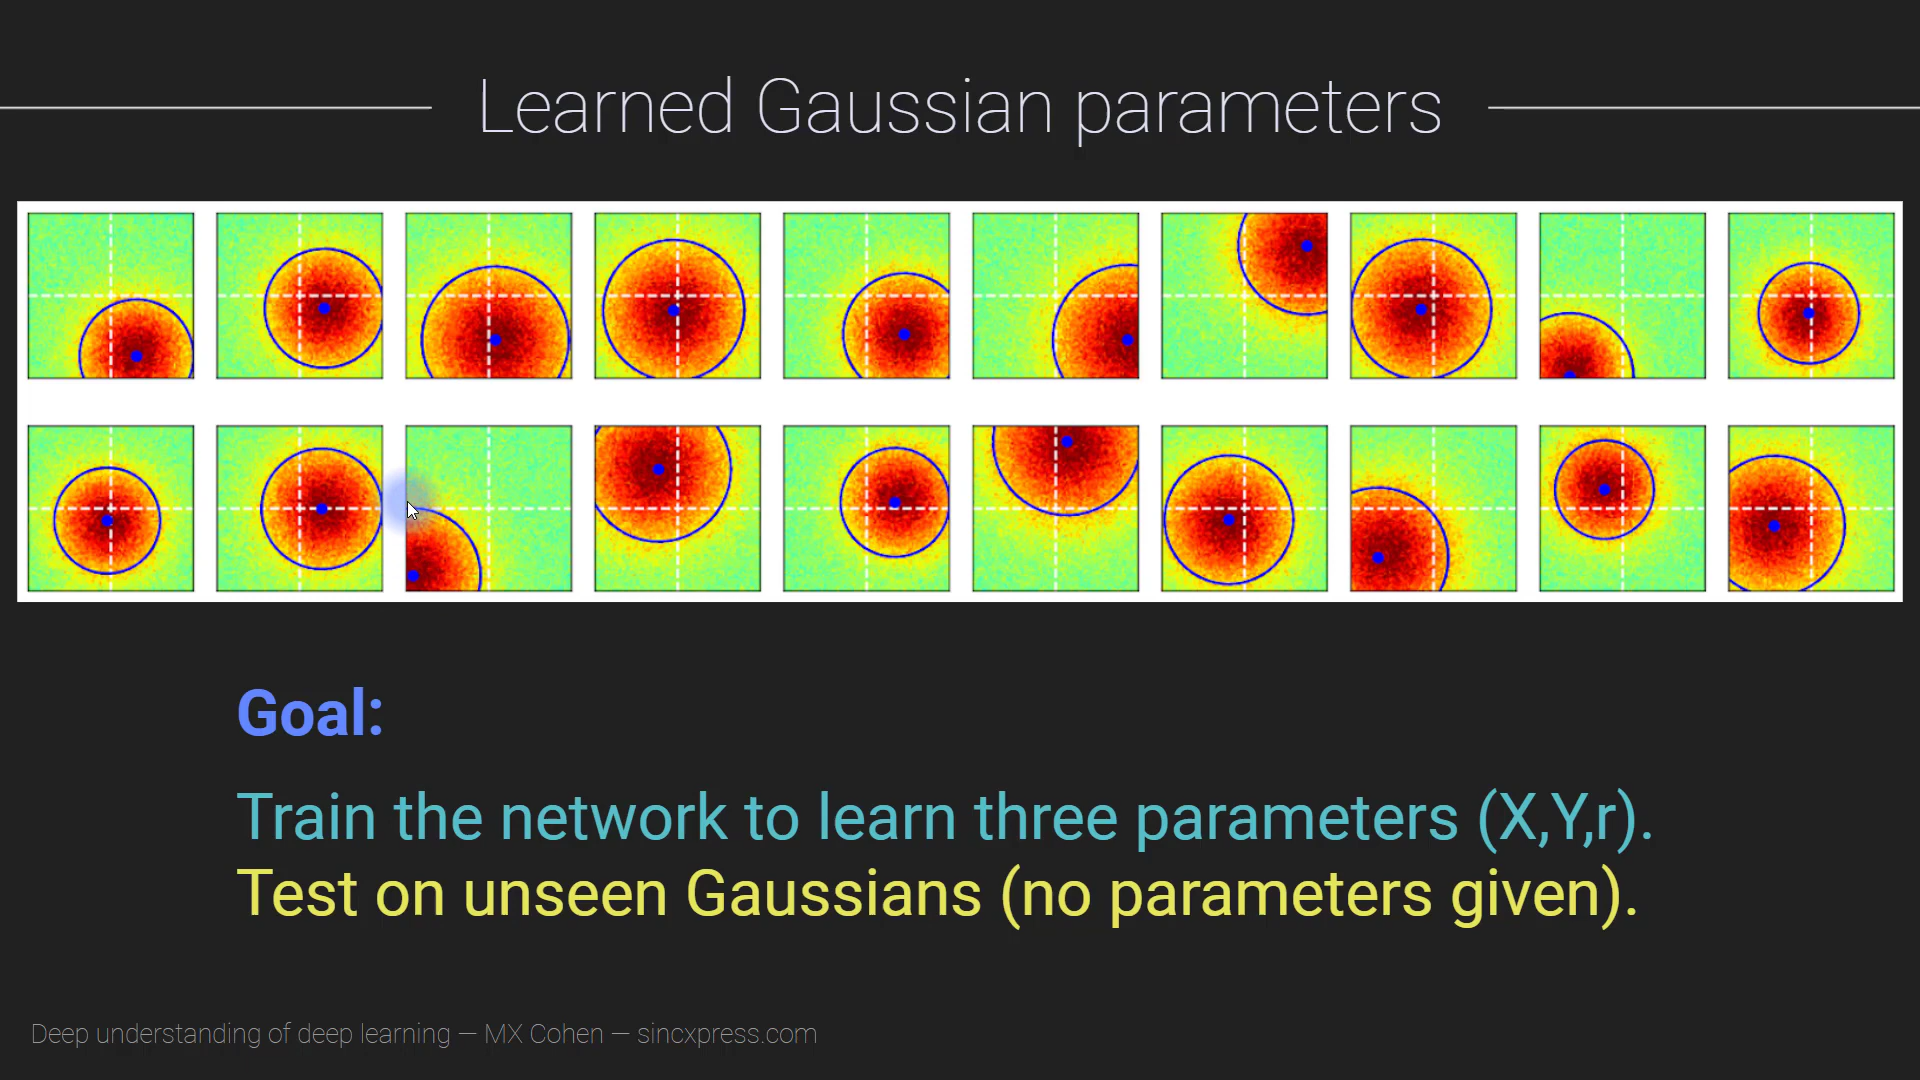 Learned Gaussian parameters
Goal:
Train the network to learn three parameters (X,Y,r).
Test on unseen Gaussians (no parameters given).
Deep understanding of deep learning — MX Cohen — sincxpress.com